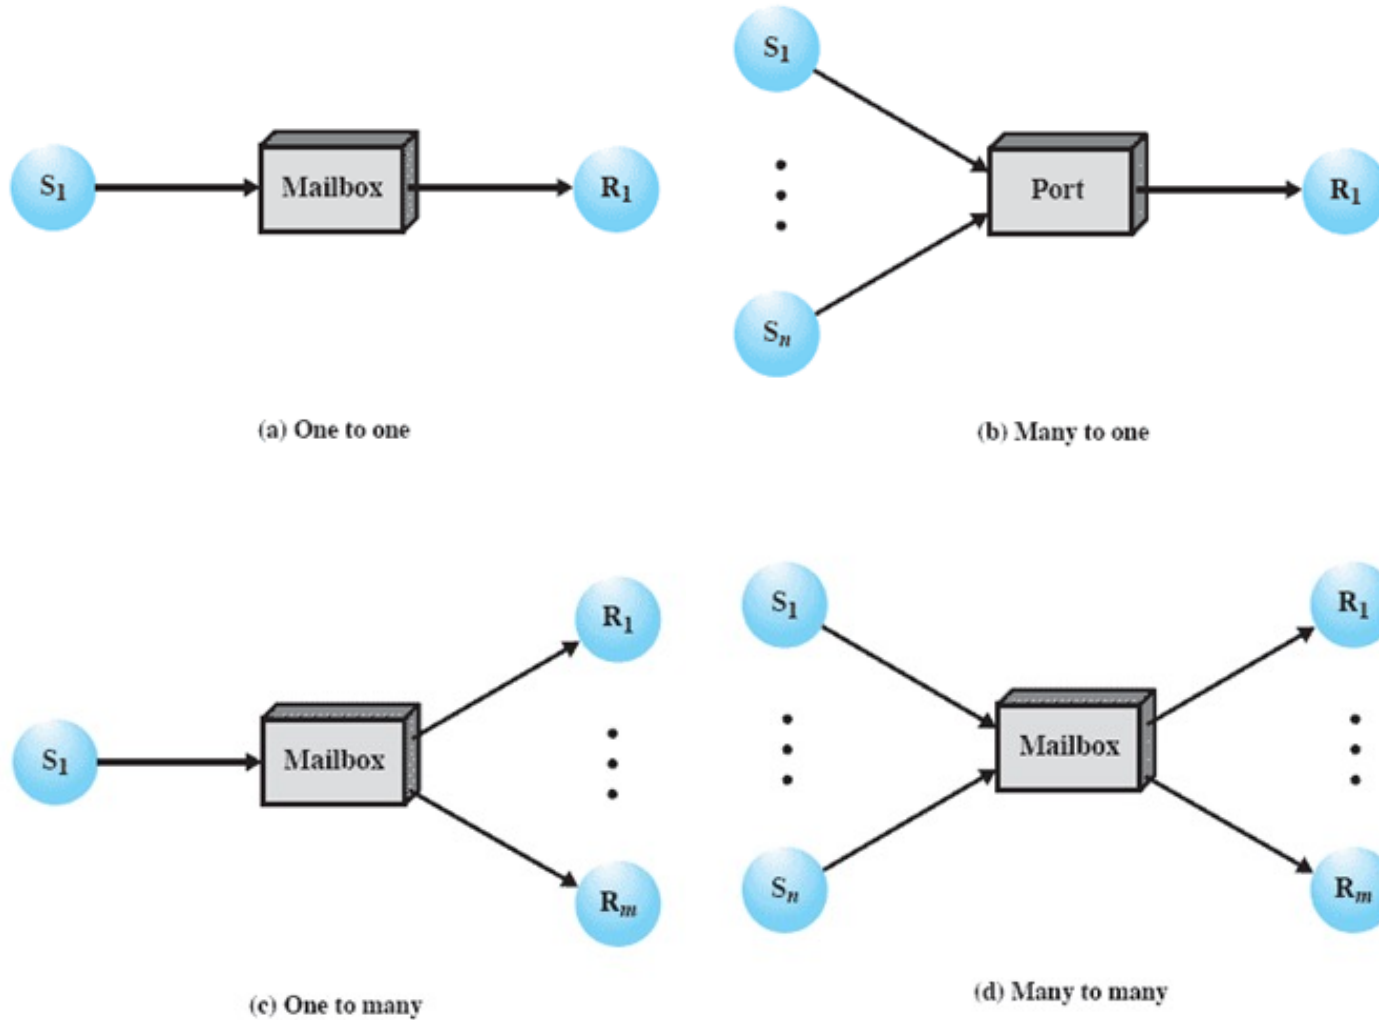 S1
Mailbox
R1
(a) One to one
S1
Sn
Port
R1
(b) Many to one
S1
Mailbox
R1
Rm
(c) One to many
S1
Sn
Mailbox
R1
Rm
(d) Many to many